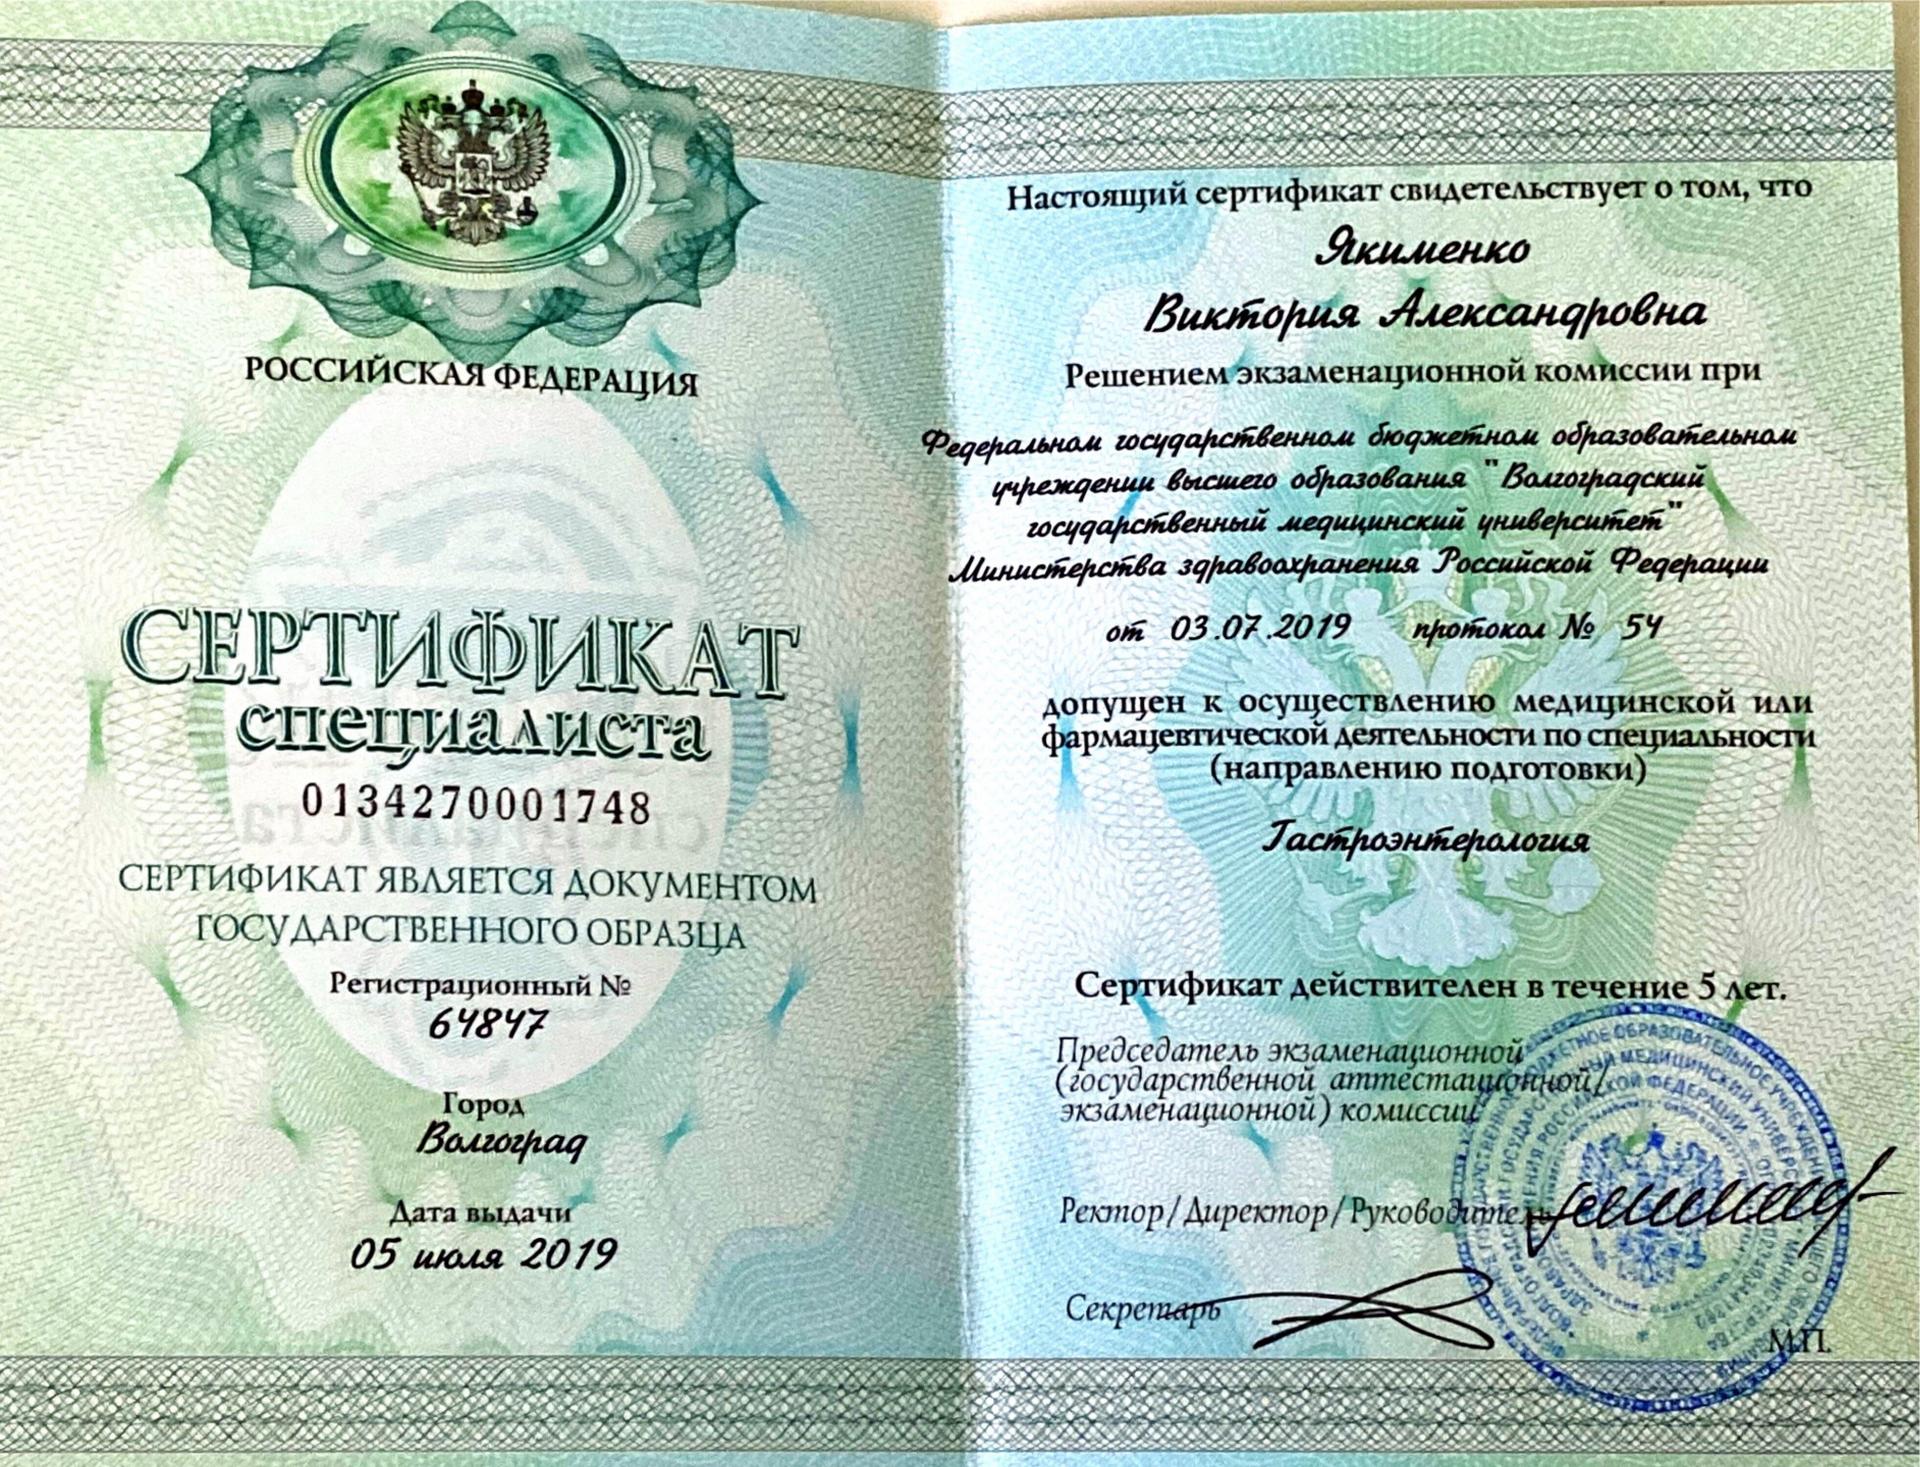 РОССИЙСКАЯ ФЕДЕРАЦИЯ
СЕРТИФИКАТ
специалиста
0134270001748
СЕРТИФИКАТ ЯВЛЯЕТСЯ ДОКУМЕНТОМ
ГОСУДАРСТВЕННОГО ОБРАЗЦА
Регистрационный №
64847
Город
Волгоград
Дата выдачи
05 июля 2019
Настоящий сертификат свидетельствует о том, что
Якименко
Виктория Александровна
Решением экзаменационной комиссии при
Федеральном государственном бюджетном образовательном
учреждении высшего образования "Волгоградский
государственный медицинский университет"
Министерства здравоохранения Российской Федерации
от 03.07.2019 протокол № 54
допущен к осуществлению медицинской или
фармацевтической деятельности по специальности
(направлению подготовки)
Гастроэнтерология
Сертификат действителен в течение 5 лет.
Председатель экзаменационной
(государственной аттестационной/
экзаменационной) комиссии
Ректор/Директор/Руководитель
Секретарь
М.П.